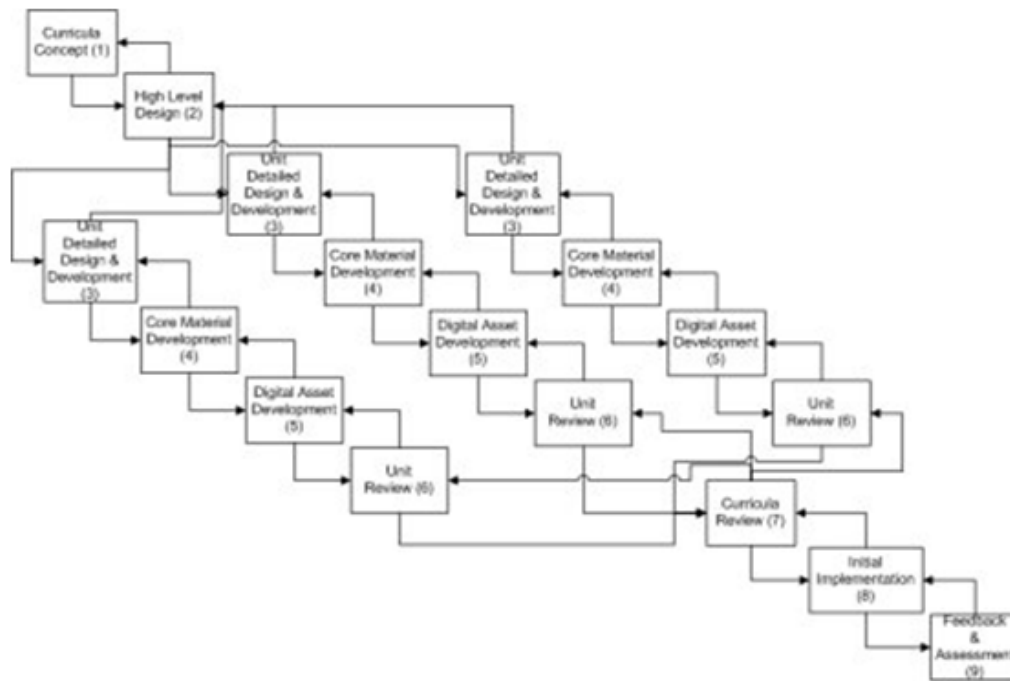 Curricula
Concept (1)
High Level
Design (2)
Unit
Detailed
Design &
Development
(3)
Unit
Detailed
Design &
Development
(3)
Unit
Detailed
Design &
Development
(3)
Core Material
Development
(4)
Core Material
Development
(4)
Core Material
Development
(4)
Digital Asset
Development
(5)
Digital Asset
Development
(5)
Digital Asset
Development
(5)
Unit
Review (6)
Unit
Review (6)
Unit
Review (6)
Curricula
Review (7)
Initial
Implementation
(8)
Feedback
&
Assessment
(9)